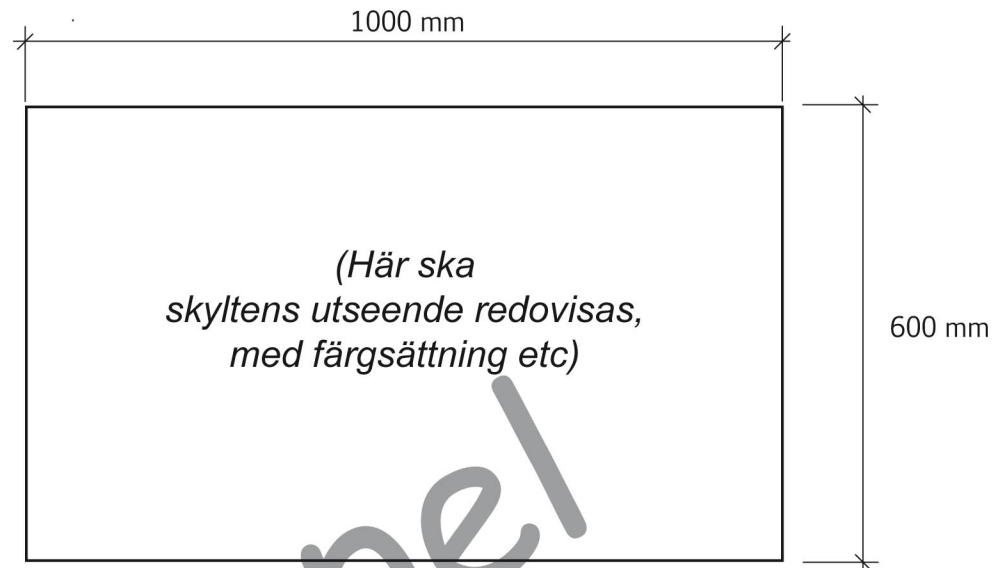 1000 mm
(Här ska
skyltens utseende redovisas,
med färgsättning etc)
600 mm